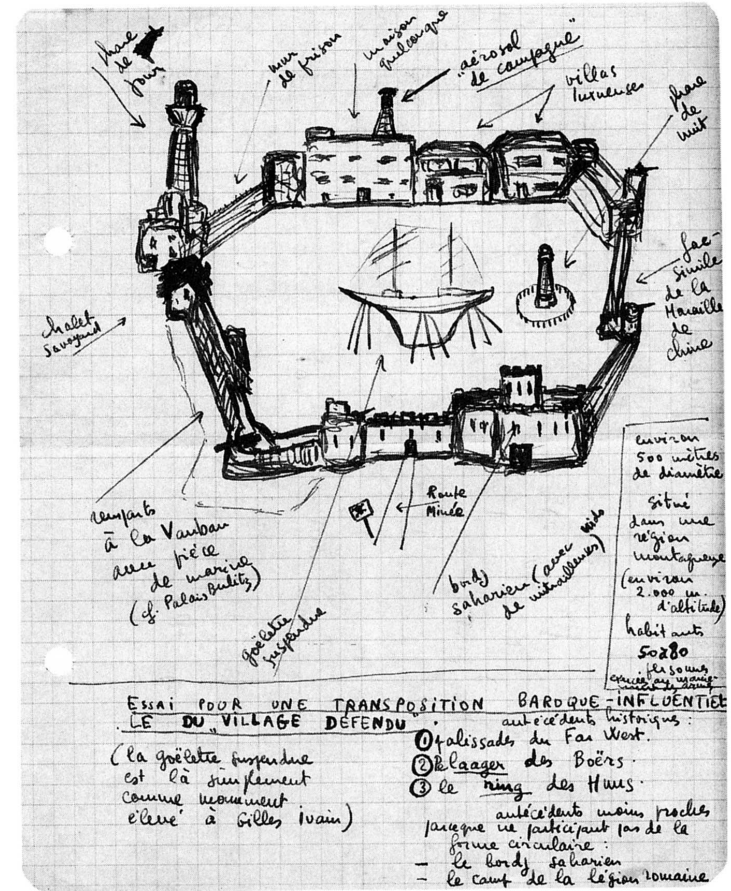 phare
de
jour
mur
de prison
maison
quelconque
"aérosol
de campagne"
villas
luxueuses
phare
de
nuit
fac-
simile
de la
Muraille
de
chine
chalet
savoyard
remparts
à la Vauban
avec pièce
de marine
goëlette
suspendue
Route
Minée
bordj
saharien (avec nids
de mitrailleuses)
environ
500 mètres
de diamètre
situé
dans une
région
montagneuse
(environ
2.000 m.
d'altitude)
habitants
50 à 80
personnes
ESSAI POUR UNE TRANSPOSITION BAROQUE-INFLUENTIEL
LE DU "VILLAGE DÉFENDU".
(la goëlette suspendue
est là simplement
comme monument
élevé à Gilles Ivain)
antécédents historiques :
① palissades du Far West.
② le laager des Boërs.
③ le ring des Huns.
antécédents moins proches
parceque ne participant pas de la
forme circulaire :
- le bordj saharien
- le camp de la légion romaine